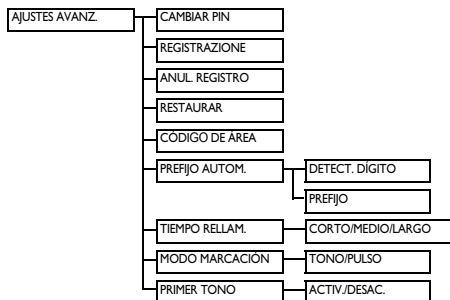 AJUSTES AVANZ.
CAMBIAR PIN
REGISTRAZIONE
ANUL. REGISTRO
RESTAURAR
CÓDIGO DE ÁREA
PREFIJO AUTOM.
DETECT. DÍGITO
PREFIJO
TIEMPO RELLAM.
CORTO/MEDIO/LARGO
MODO MARCACIÓN
TONO/PULSO
PRIMER TONO
ACTIV./DESAC.